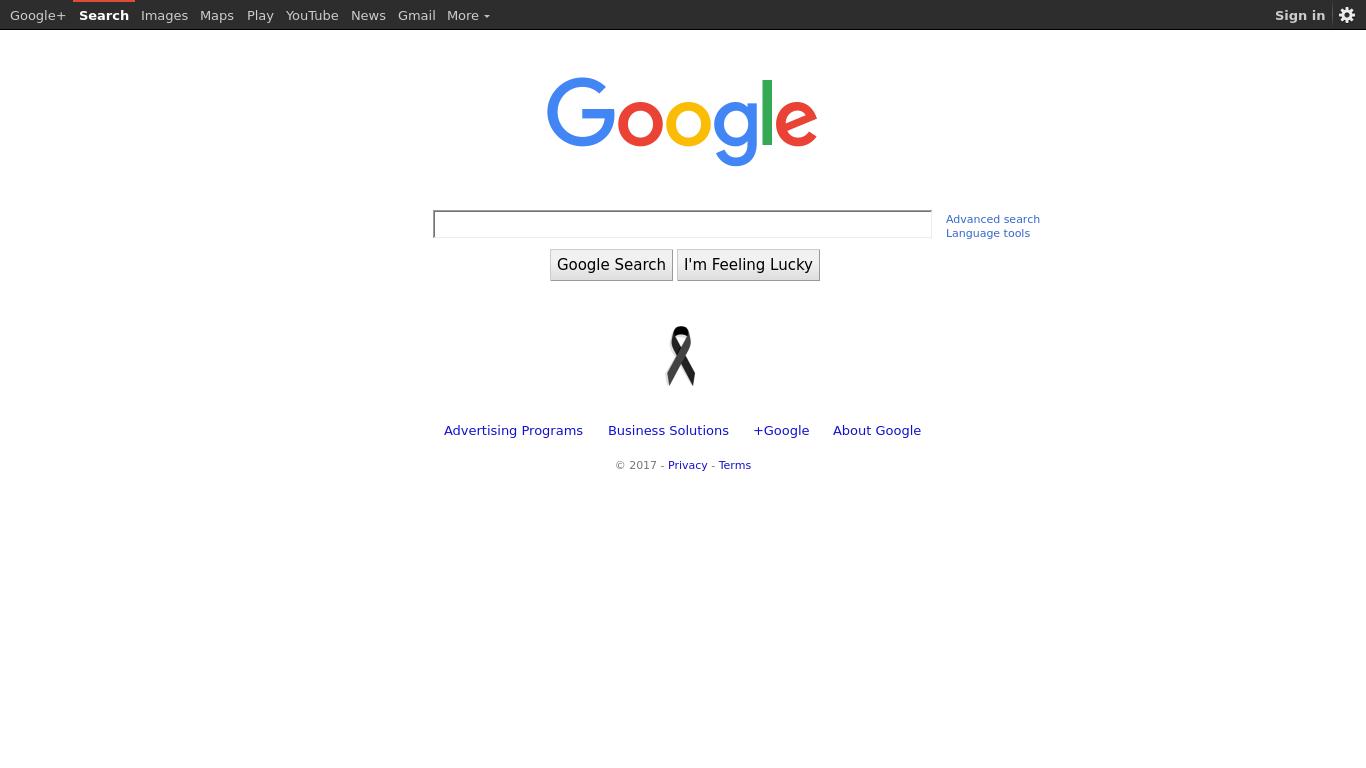 Google+ Search Images Maps Play YouTube News Gmail More Sign in
Google
Advanced search
Language tools
Google Search I'm Feeling Lucky
Advertising Programs Business Solutions +Google About Google
© 2017 - Privacy - Terms